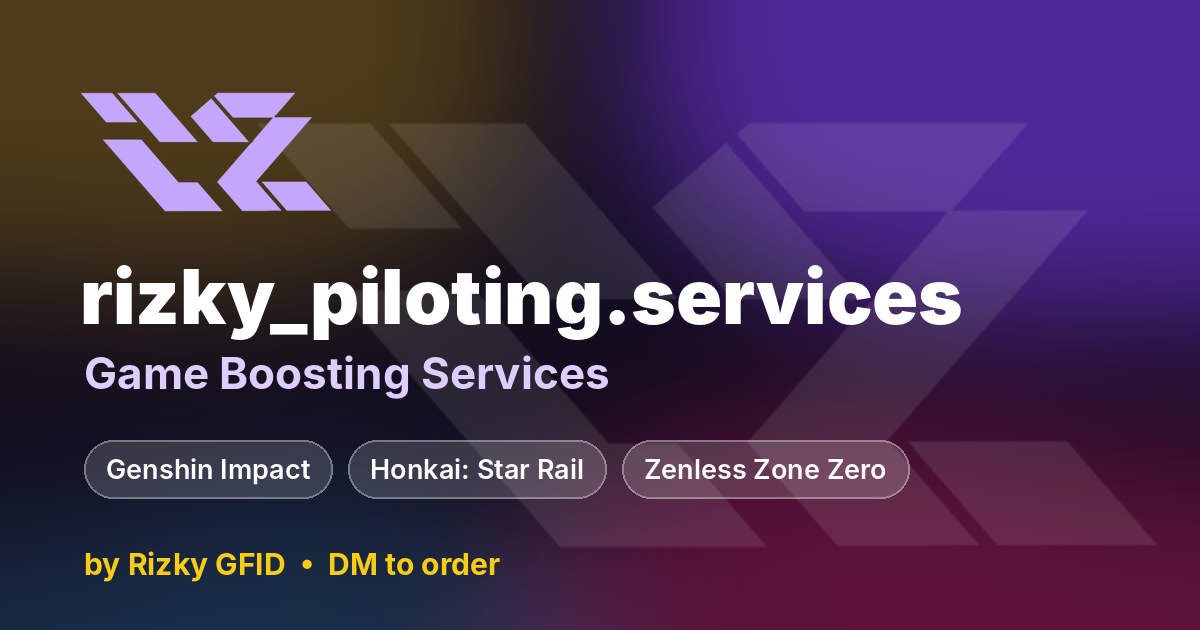 rizky_piloting.services
Game Boosting Services
Genshin Impact Honkai: Star Rail Zenless Zone Zero
by Rizky GFID • DM to order